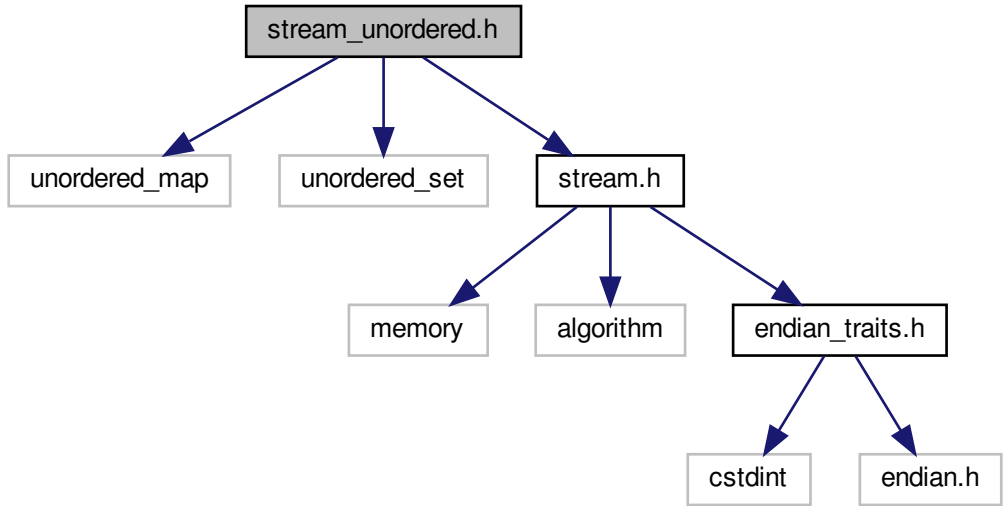 stream_unordered.h
unordered_map
unordered_set
stream.h
memory
algorithm
endian_traits.h
cstdint
endian.h